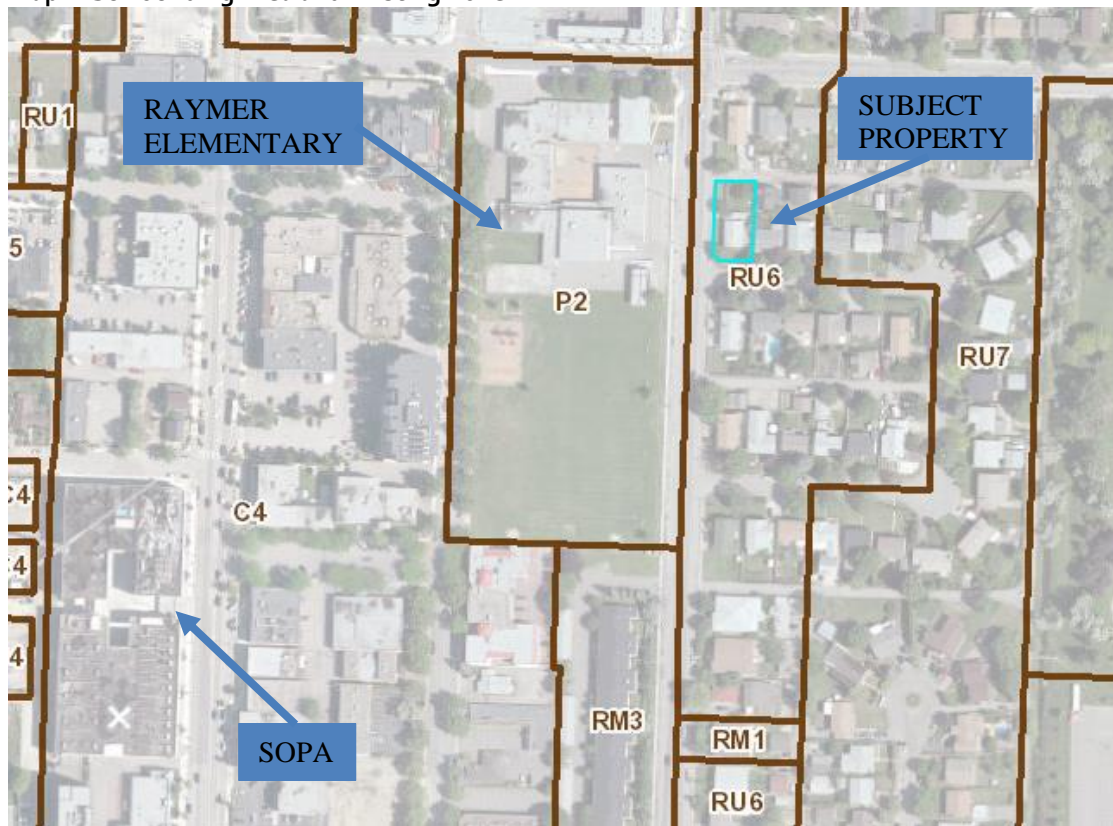 RU1
RAYMER
ELEMENTARY
SUBJECT
PROPERTY
5
RU6
P2
RU7
C4
C4
4
4
RM3
RM1
SOPA
RU6